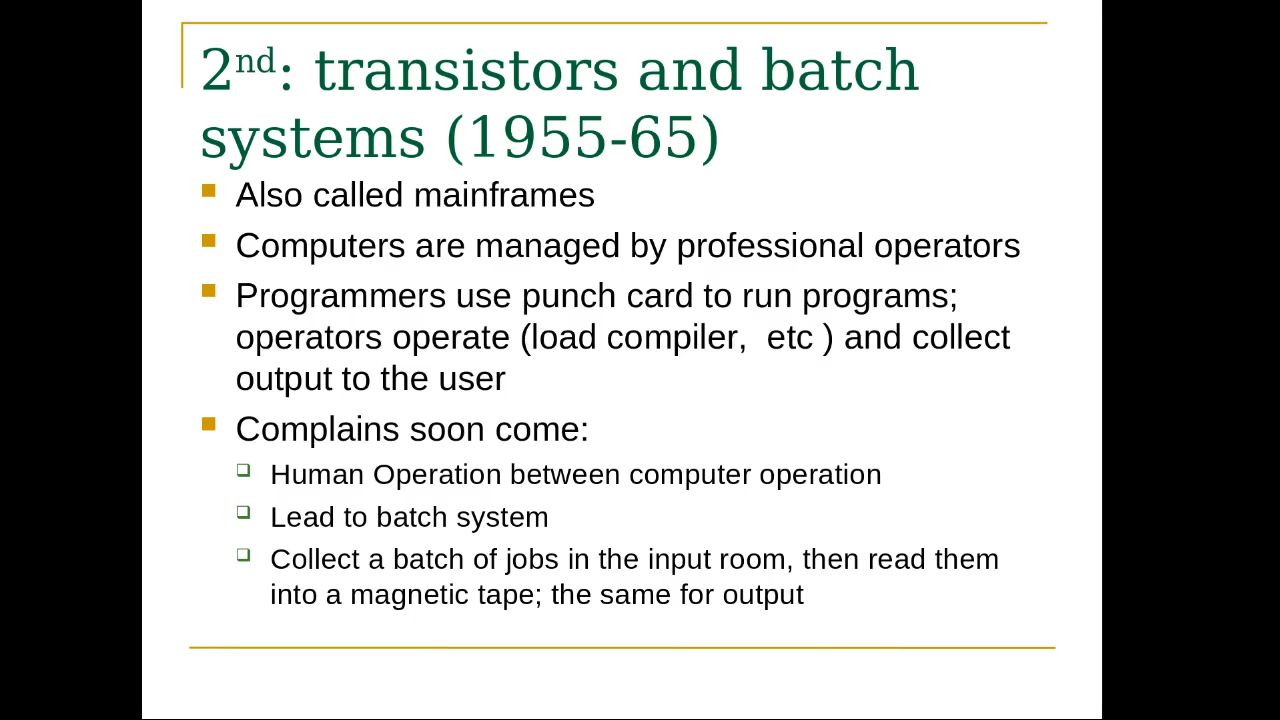 2nd: transistors and batch
systems (1955-65)
Also called mainframes
Computers are managed by professional operators
Programmers use punch card to run programs;
operators operate (load compiler,  etc ) and collect
output to the user
Complains soon come:
Human Operation between computer operation
Lead to batch system
Collect a batch of jobs in the input room, then read them
into a magnetic tape; the same for output